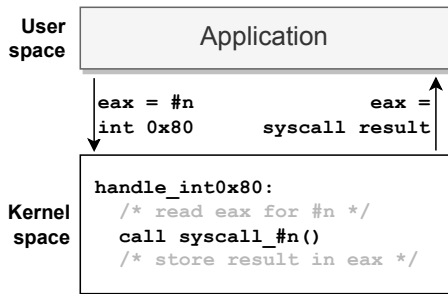 User
space
Application
eax = #n
int 0x80
eax =
syscall result
Kernel
space
handle_int0x80:
/* read eax for #n */
call syscall_#n()
/* store result in eax */